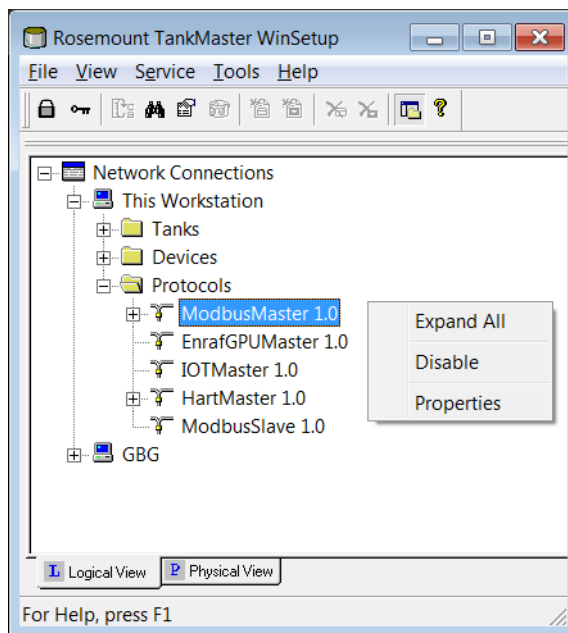 Rosemount TankMaster WinSetup
File View Service Tools Help
Network Connections
This Workstation
Tanks
Devices
Protocols
ModbusMaster 1.0
Expand All
EnrafGPUMaster 1.0
Disable
IOTMaster 1.0
HartMaster 1.0
Properties
ModbusSlave 1.0
GBG
L Logical View P Physical View
For Help, press F1